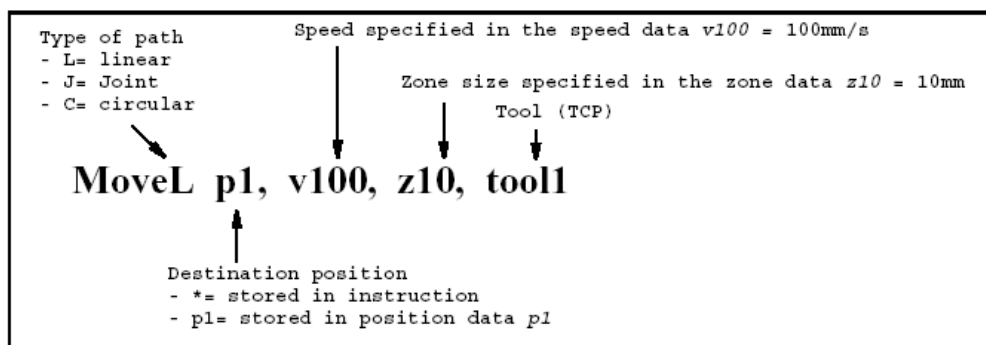 Type of path
- L= linear
- J= Joint
- C= circular
Speed specified in the speed data v100 = 100mm/s
Zone size specified in the zone data z10 = 10mm
Tool (TCP)
MoveL p1, v100, z10, tool1
Destination position
- *= stored in instruction
- p1= stored in position data p1